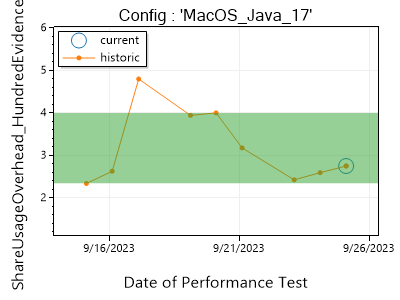 Config : 'MacOS_Java_17'
ShareUsageOverhead_HundredEvidence
current
historic
6
5
4
3
2
9/16/2023
9/21/2023
9/26/2023
Date of Performance Test